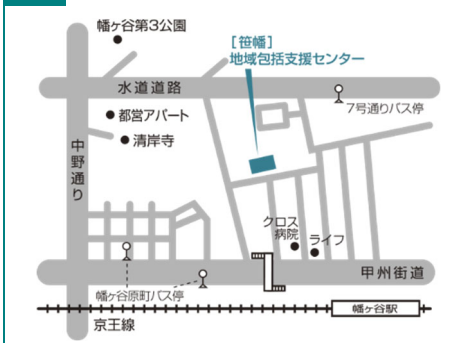 幡ヶ谷第3公園
[笹幡]
地域包括支援センター
水道道路
7号通りバス停
都営アパート
清岸寺
中野通り
クロス
病院
ライフ
甲州街道
幡ヶ谷原町バス停
幡ヶ谷駅
京王線